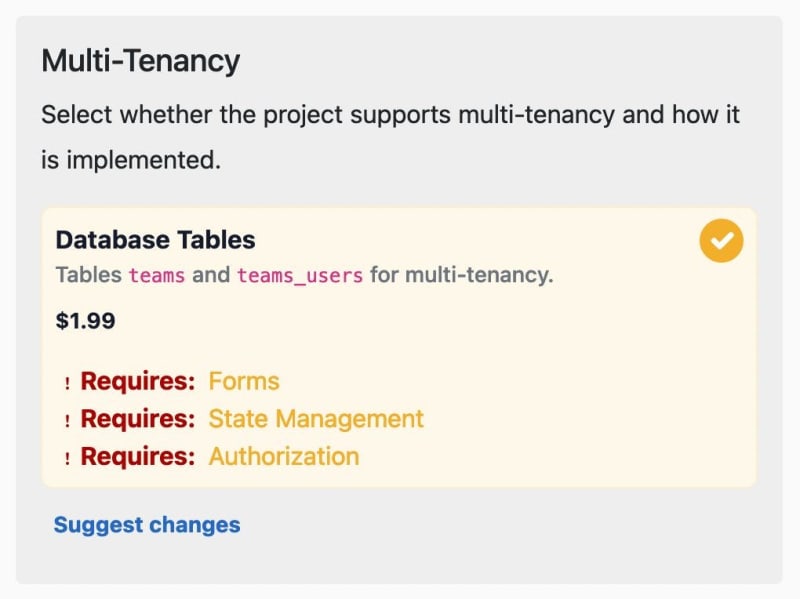 Multi-Tenancy
Select whether the project supports multi-tenancy and how it
is implemented.
Database Tables
Tables teams and teams_users for multi-tenancy.
$1.99
! Requires: Forms
! Requires: State Management
! Requires: Authorization
Suggest changes